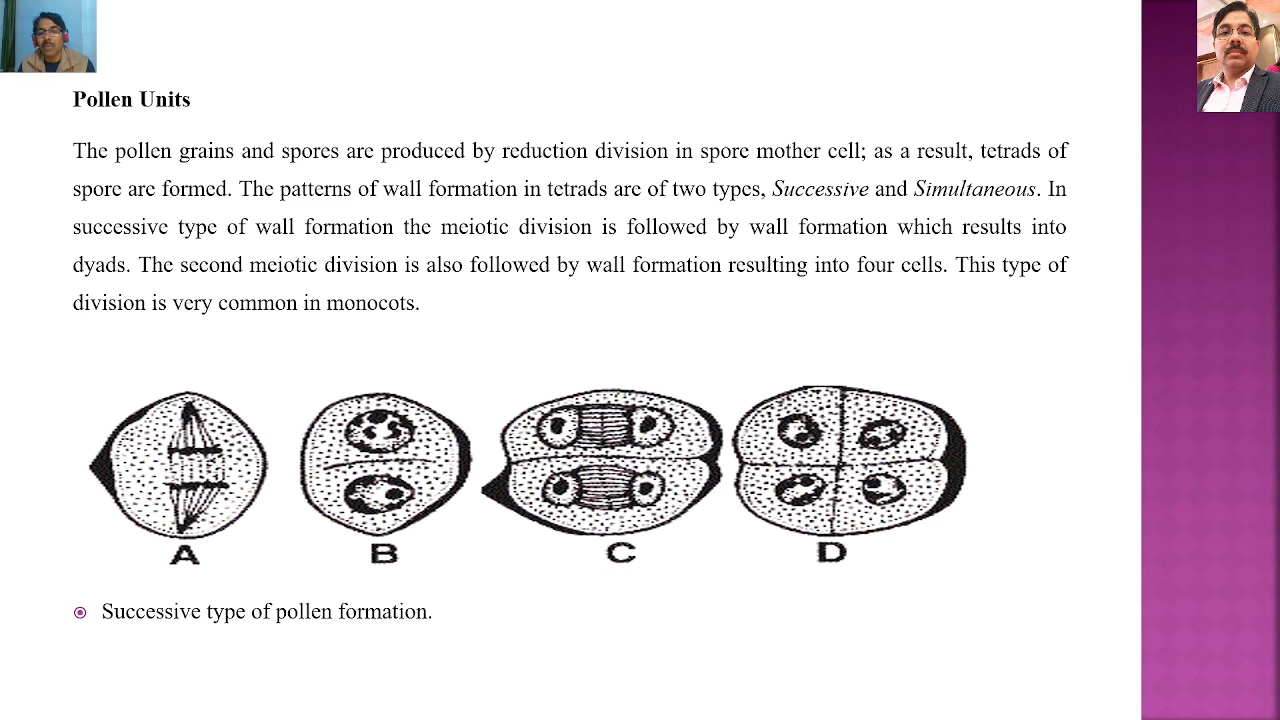 Pollen Units
The pollen grains and spores are produced by reduction division in spore mother cell; as a result, tetrads of
spore are formed. The patterns of wall formation in tetrads are of two types, Successive and Simultaneous. In
successive type of wall formation the meiotic division is followed by wall formation which results into
dyads. The second meiotic division is also followed by wall formation resulting into four cells. This type of
division is very common in monocots.
A B C D
Successive type of pollen formation.